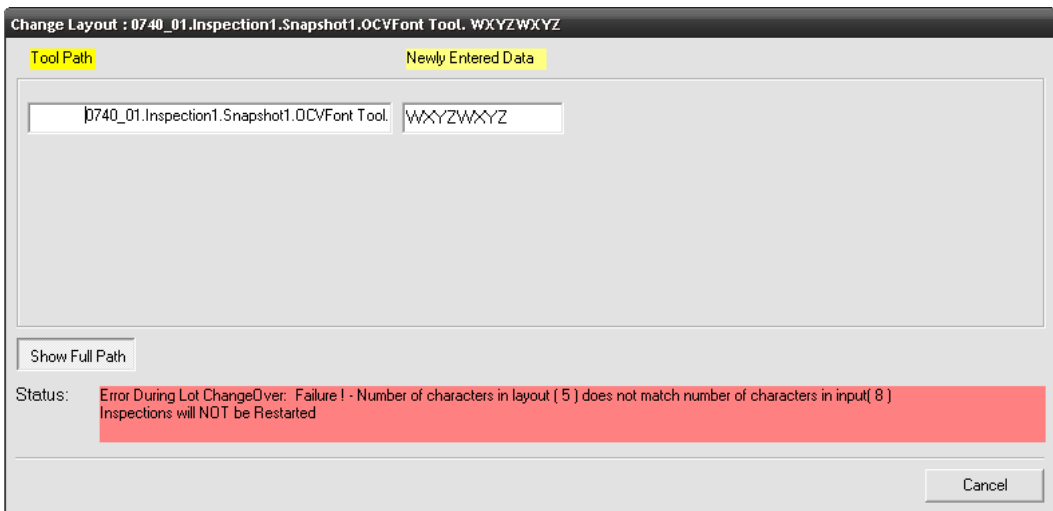 Change Layout : 0740_01.Inspection1.Snapshot1.OCVFont Tool. WXYZWXYZ
Tool Path Newly Entered Data
0740_01.Inspection1.Snapshot1.OCVFont Tool. WXYZWXYZ
Show Full Path
Status: Error During Lot ChangeOver: Failure ! - Number of characters in layout ( 5 ) does not match number of characters in input( 8 )
Inspections will NOT be Restarted
Cancel